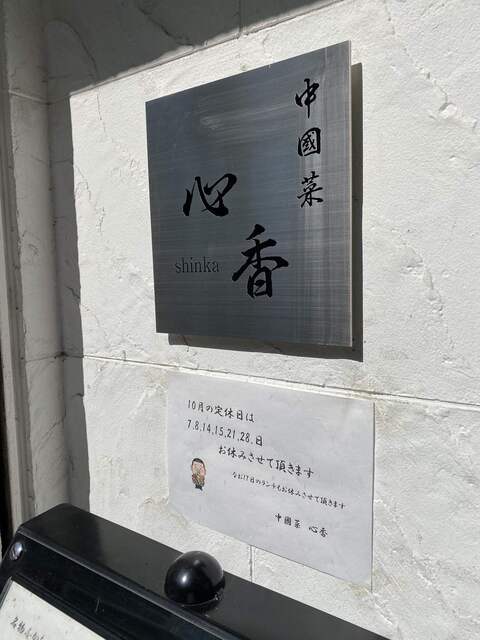 中國菜
心香
shinka
10月の定休日は
7,8,14,15,21,28,日
お休みさせて頂きます
なお17日のランチもお休みさせて頂きます
中國菜 心香